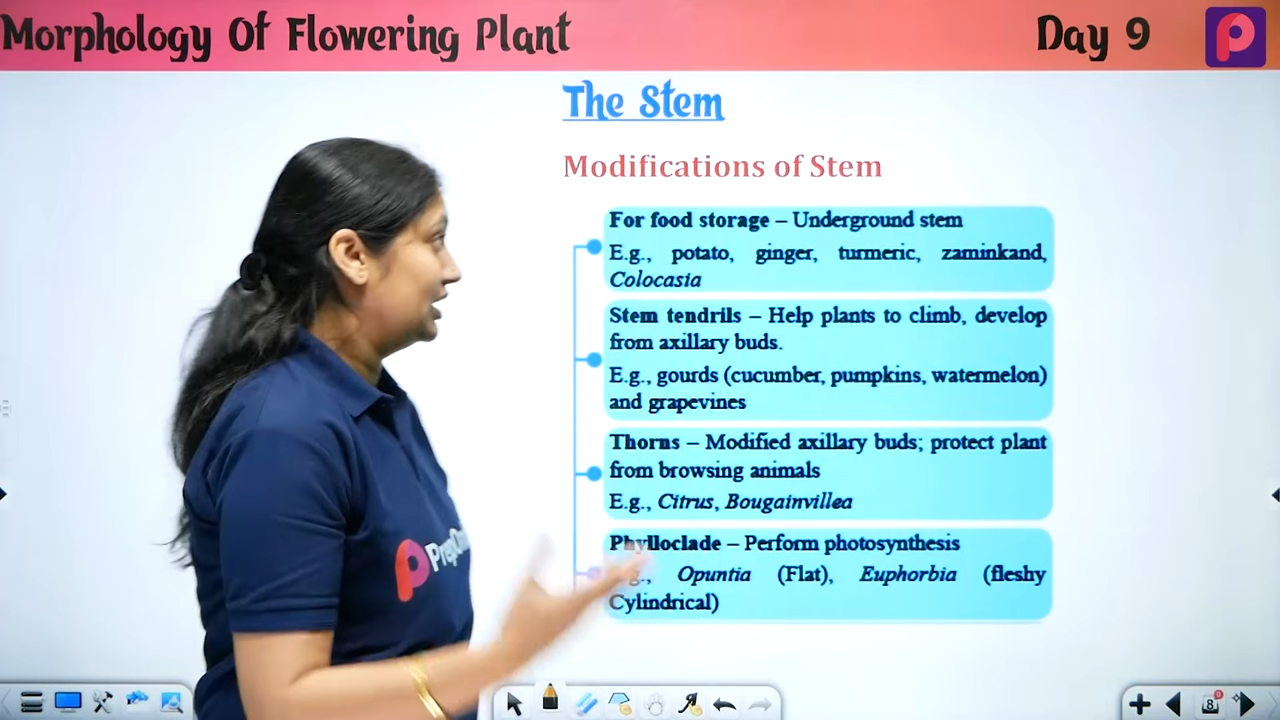 Morphology Of Flowering Plant
Day 9
The Stem
Modifications of Stem
For food storage – Underground stem
E.g., potato, ginger, turmeric, zaminkand,
Colocasia
Stem tendrils – Help plants to climb, develop
from axillary buds.
E.g., gourds (cucumber, pumpkins, watermelon)
and grapevines
Thorns – Modified axillary buds; protect plant
from browsing animals
E.g., Citrus, Bougainvillea
Phylloclade – Perform photosynthesis
Opuntia (Flat), Euphorbia (fleshy
Cylindrical)
8